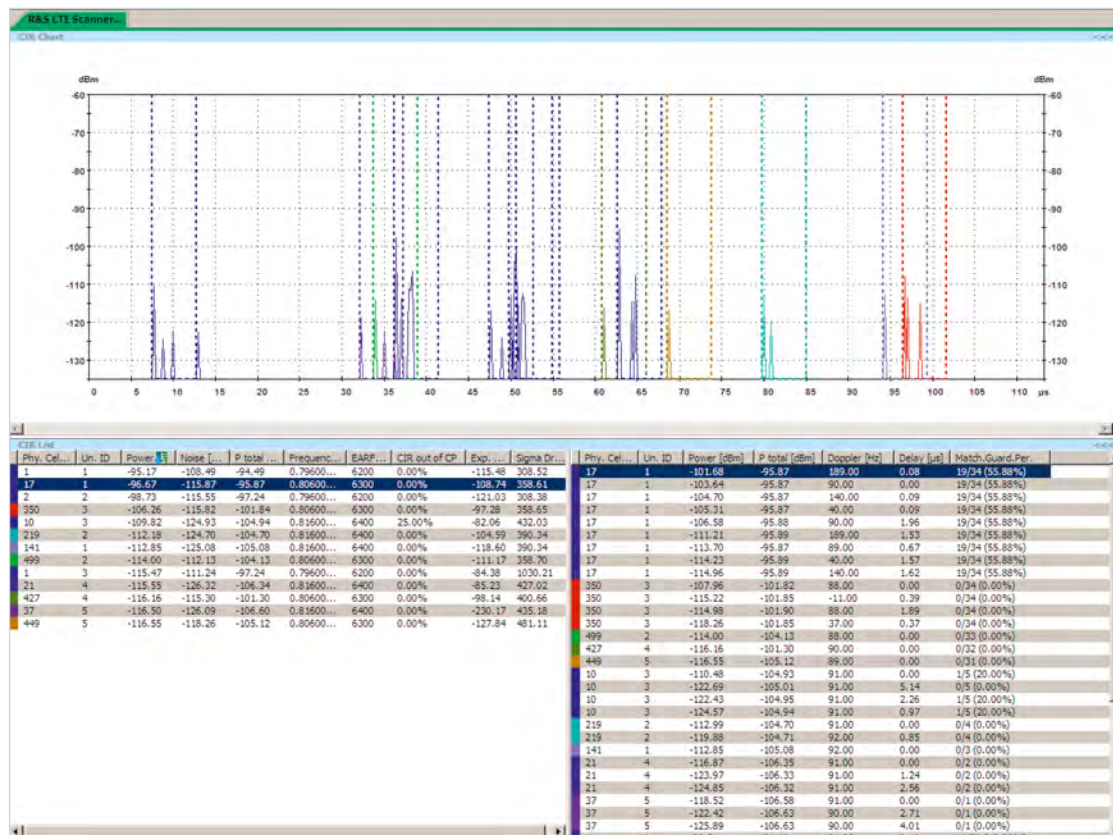 R&S LTE Scanner...
CIR Chart
<<<
dBm dBm
-60 -60
-70 -70
-80 -80
-90 -90
-100 -100
-110 -110
-120 -120
-130 -130
0 5 10 15 20 25 30 35 40 45 50 55 60 65 70 75 80 85 90 95 100 105 110 µs
CIR List
<<<
Phy. Cel... Un. ID Power Noise [... P total ... Frequenc... EARF... CIR out of CP Exp. ... Sigma Dr...
1 1 -95.17 -108.49 -94.49 0.79600... 6200 0.00% -115.48 308.52
17 1 -96.67 -115.87 -95.87 0.80600... 6300 0.00% -108.74 358.61
2 2 -98.73 -115.55 -97.24 0.79600... 6200 0.00% -121.03 308.38
350 3 -106.26 -115.82 -101.84 0.80600... 6300 0.00% -97.28 358.65
10 3 -109.82 -124.93 -104.94 0.81600... 6400 25.00% -82.06 432.03
219 2 -112.18 -124.70 -104.70 0.81600... 6400 0.00% -104.59 390.34
141 1 -112.85 -125.08 -105.08 0.81600... 6400 0.00% -118.60 390.34
499 2 -114.00 -112.13 -104.13 0.80600... 6300 0.00% -111.17 358.70
1 3 -115.47 -111.24 -97.24 0.79600... 6200 0.00% -84.38 1030.21
21 4 -115.55 -126.32 -106.34 0.81600... 6400 0.00% -85.23 427.02
427 4 -116.16 -115.30 -101.30 0.80600... 6300 0.00% -98.14 400.66
37 5 -116.50 -126.09 -106.60 0.81600... 6400 0.00% -230.17 435.18
449 5 -116.55 -118.26 -105.12 0.80600... 6300 0.00% -127.84 481.11
Phy. Cel... Un. ID Power [dBm] P total [dBm] Doppler [Hz] Delay [µs] Match.Guard.Per...
17 1 -101.68 -95.87 189.00 0.08 19/34 (55.88%)
17 1 -103.64 -95.87 90.00 0.00 19/34 (55.88%)
17 1 -104.70 -95.87 140.00 0.09 19/34 (55.88%)
17 1 -105.31 -95.87 40.00 0.09 19/34 (55.88%)
17 1 -106.58 -95.88 90.00 1.96 19/34 (55.88%)
17 1 -111.21 -95.89 189.00 1.53 19/34 (55.88%)
17 1 -113.70 -95.87 89.00 0.67 19/34 (55.88%)
17 1 -114.23 -95.89 40.00 1.57 19/34 (55.88%)
17 1 -114.96 -95.89 140.00 1.62 19/34 (55.88%)
350 3 -107.96 -101.82 88.00 0.00 0/34 (0.00%)
350 3 -115.22 -101.85 -11.00 0.39 0/34 (0.00%)
350 3 -114.98 -101.90 88.00 1.89 0/34 (0.00%)
350 3 -118.26 -101.85 37.00 0.37 0/34 (0.00%)
499 2 -114.00 -104.13 88.00 0.00 0/33 (0.00%)
427 4 -116.16 -101.30 90.00 0.00 0/32 (0.00%)
449 5 -116.55 -105.12 89.00 0.00 0/31 (0.00%)
10 3 -110.48 -104.93 91.00 0.00 1/5 (20.00%)
10 3 -122.69 -105.01 91.00 5.14 0/5 (0.00%)
10 3 -122.43 -104.95 91.00 2.26 1/5 (20.00%)
10 3 -124.57 -104.94 91.00 0.97 1/5 (20.00%)
219 2 -112.99 -104.70 91.00 0.00 0/4 (0.00%)
219 2 -119.88 -104.71 92.00 0.85 0/4 (0.00%)
141 1 -112.85 -105.08 92.00 0.00 0/3 (0.00%)
21 4 -116.87 -106.35 91.00 0.00 0/2 (0.00%)
21 4 -123.97 -106.33 91.00 1.24 0/2 (0.00%)
21 4 -124.85 -106.32 91.00 2.56 0/2 (0.00%)
37 5 -118.52 -106.58 91.00 0.00 0/1 (0.00%)
37 5 -122.42 -106.63 90.00 2.71 0/1 (0.00%)
37 5 -125.89 -106.63 90.00 4.01 0/1 (0.00%)